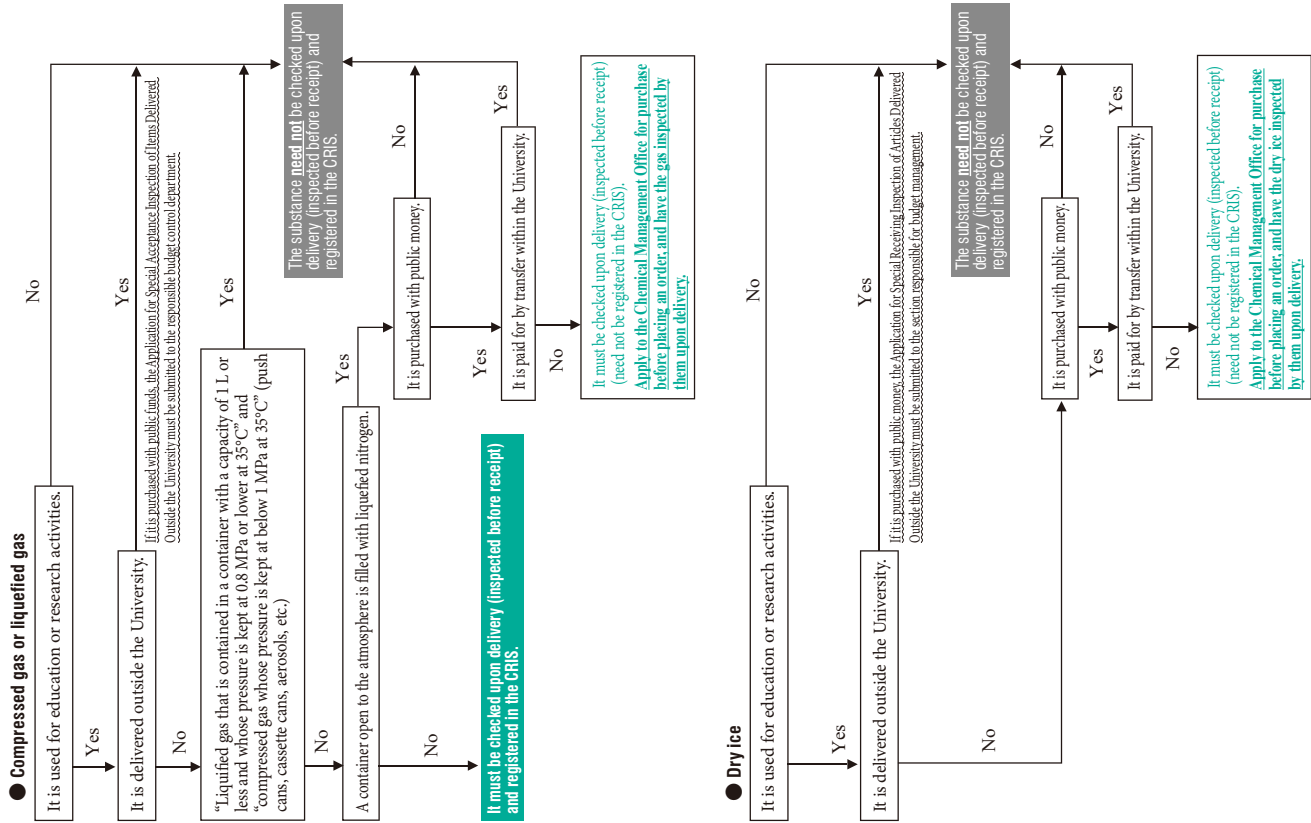 ● Compressed gas or liquefied gas
It is used for education or research activities.
No
Yes
It is delivered outside the University.
Yes
If it is purchased with public funds, the Application for Special Acceptance Inspection of Items Delivered
Outside the University must be submitted to the responsible budget control department.
No
“Liquified gas that is contained in a container with a capacity of 1 L or
less and whose pressure is kept at 0.8 MPa or lower at 35°C” and
“compressed gas whose pressure is kept at below 1 MPa at 35°C” (push
cans, cassette cans, aerosols, etc.)
Yes
The substance need not be checked upon
delivery (inspected before receipt) and
registered in the CRIS.
No
A container open to the atmosphere is filled with liquefied nitrogen.
Yes
It is purchased with public money.
No
No
Yes
It is paid for by transfer within the University.
Yes
No
It must be checked upon delivery (inspected before receipt)
and registered in the CRIS.
It must be checked upon delivery (inspected before receipt)
(need not be registered in the CRIS).
Apply to the Chemical Management Office for purchase
before placing an order, and have the gas inspected by
them upon delivery.
● Dry ice
It is used for education or research activities.
No
Yes
It is delivered outside the University.
Yes
If it is purchased with public money, the Application for Special Receiving Inspection of Articles Delivered
Outside the University must be submitted to the section responsible for budget management.
The substance need not be checked upon
delivery (inspected before receipt) and
registered in the CRIS.
No
It is purchased with public money.
No
Yes
It is paid for by transfer within the University.
Yes
No
It must be checked upon delivery (inspected before receipt)
(need not be registered in the CRIS).
Apply to the Chemical Management Office for purchase
before placing an order, and have the dry ice inspected
by them upon delivery.